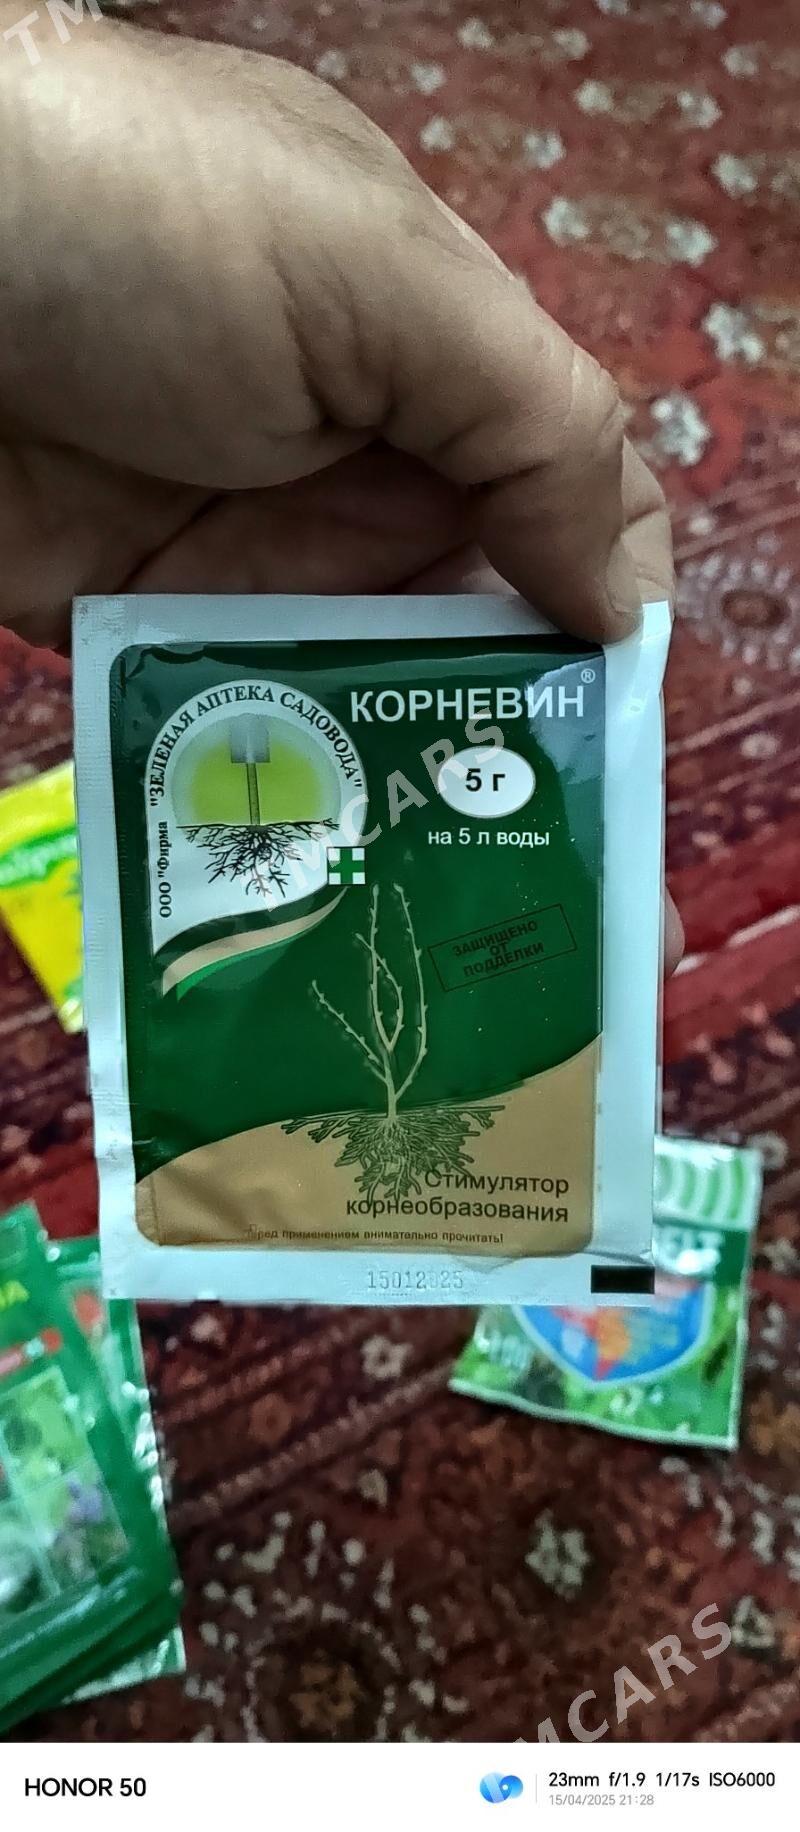 TM
ООО "Фирма "ЗЕЛЕНАЯ АПТЕКА САДОВОДА"
КОРНЕВИН®
5 г
на 5 л воды
TMCARS
ЗАЩИЩЕНО
ОТ
ПОДДЕЛКИ
Стимулятор
корнеобразования
Перед применением внимательно прочитать!
TMCARS
HONOR 50
23mm f/1.9 1/17s ISO6000
15/04/2025 21:28